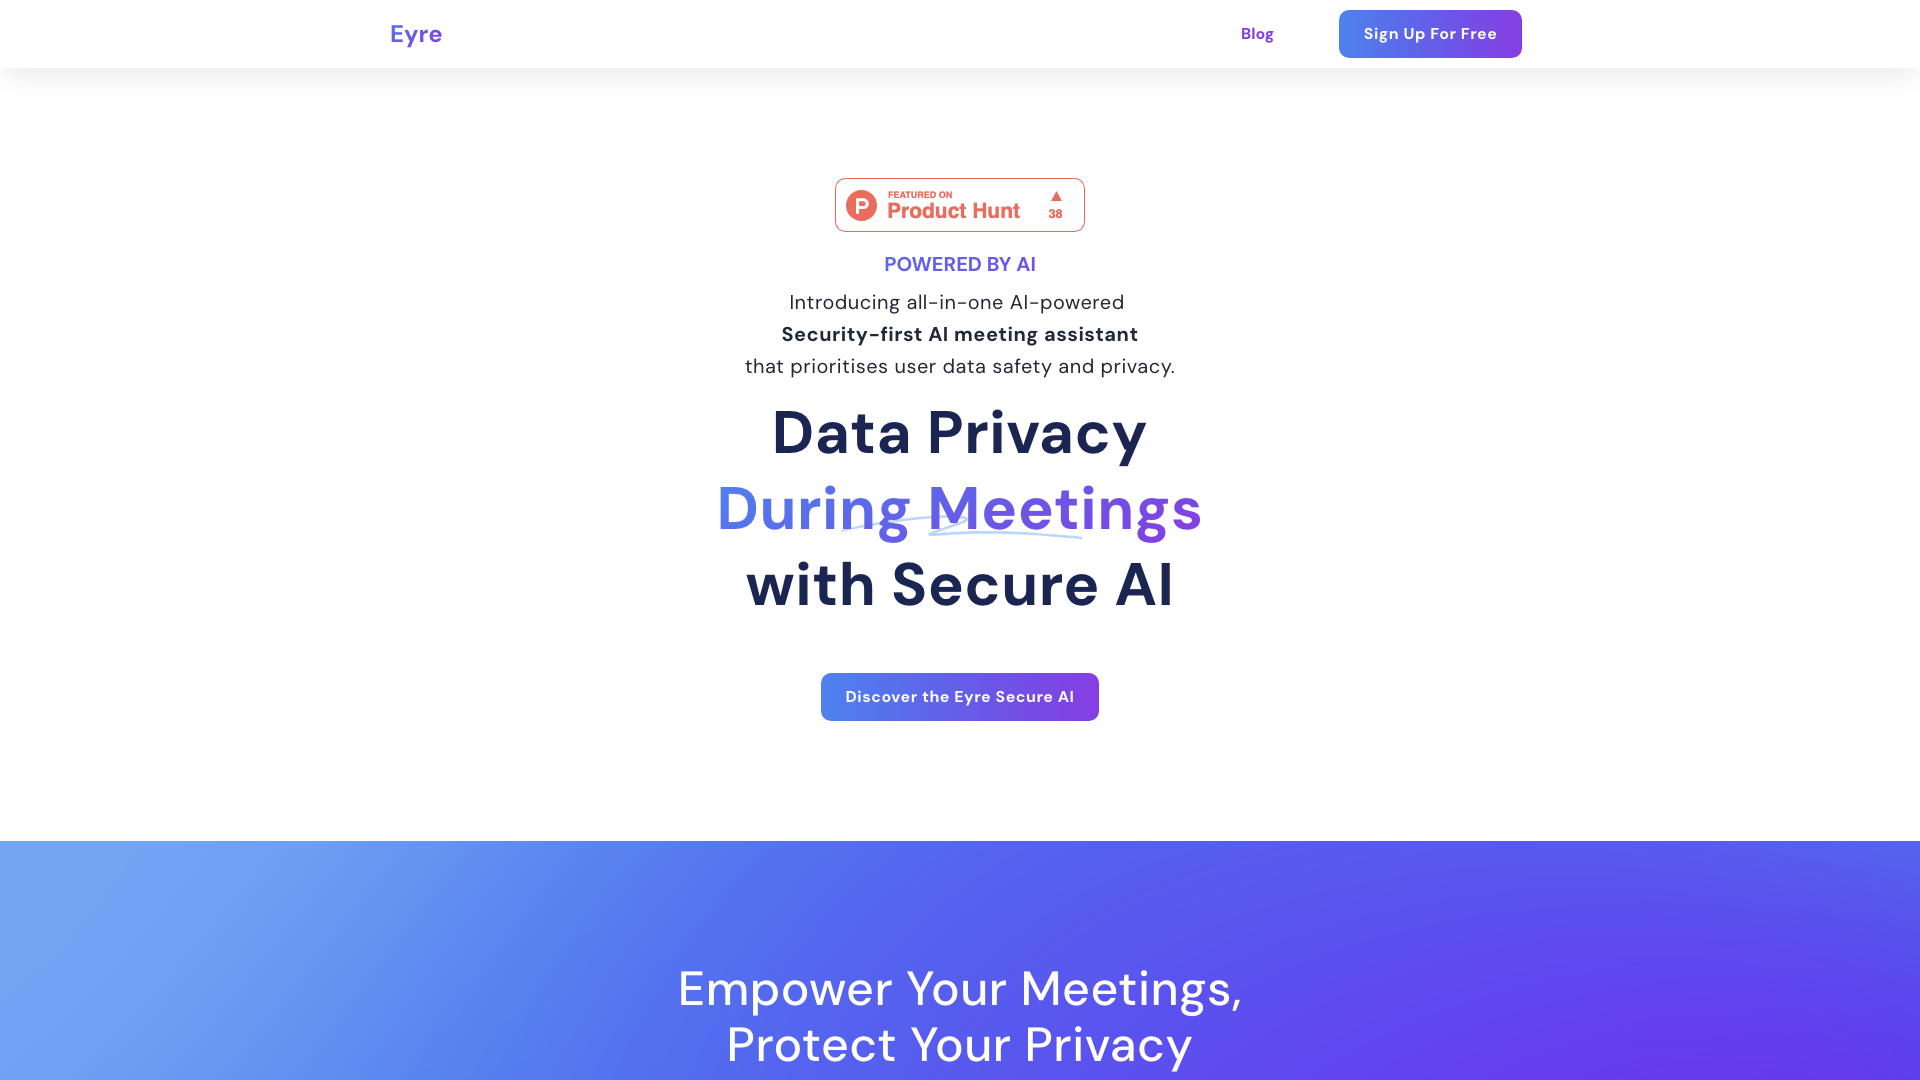 Eyre
Blog
Sign Up For Free
FEATURED ON
Product Hunt
38
POWERED BY AI
Introducing all-in-one AI-powered
Security-first AI meeting assistant
that prioritises user data safety and privacy.
Data Privacy
During Meetings
with Secure AI
Discover the Eyre Secure AI
Empower Your Meetings,
Protect Your Privacy